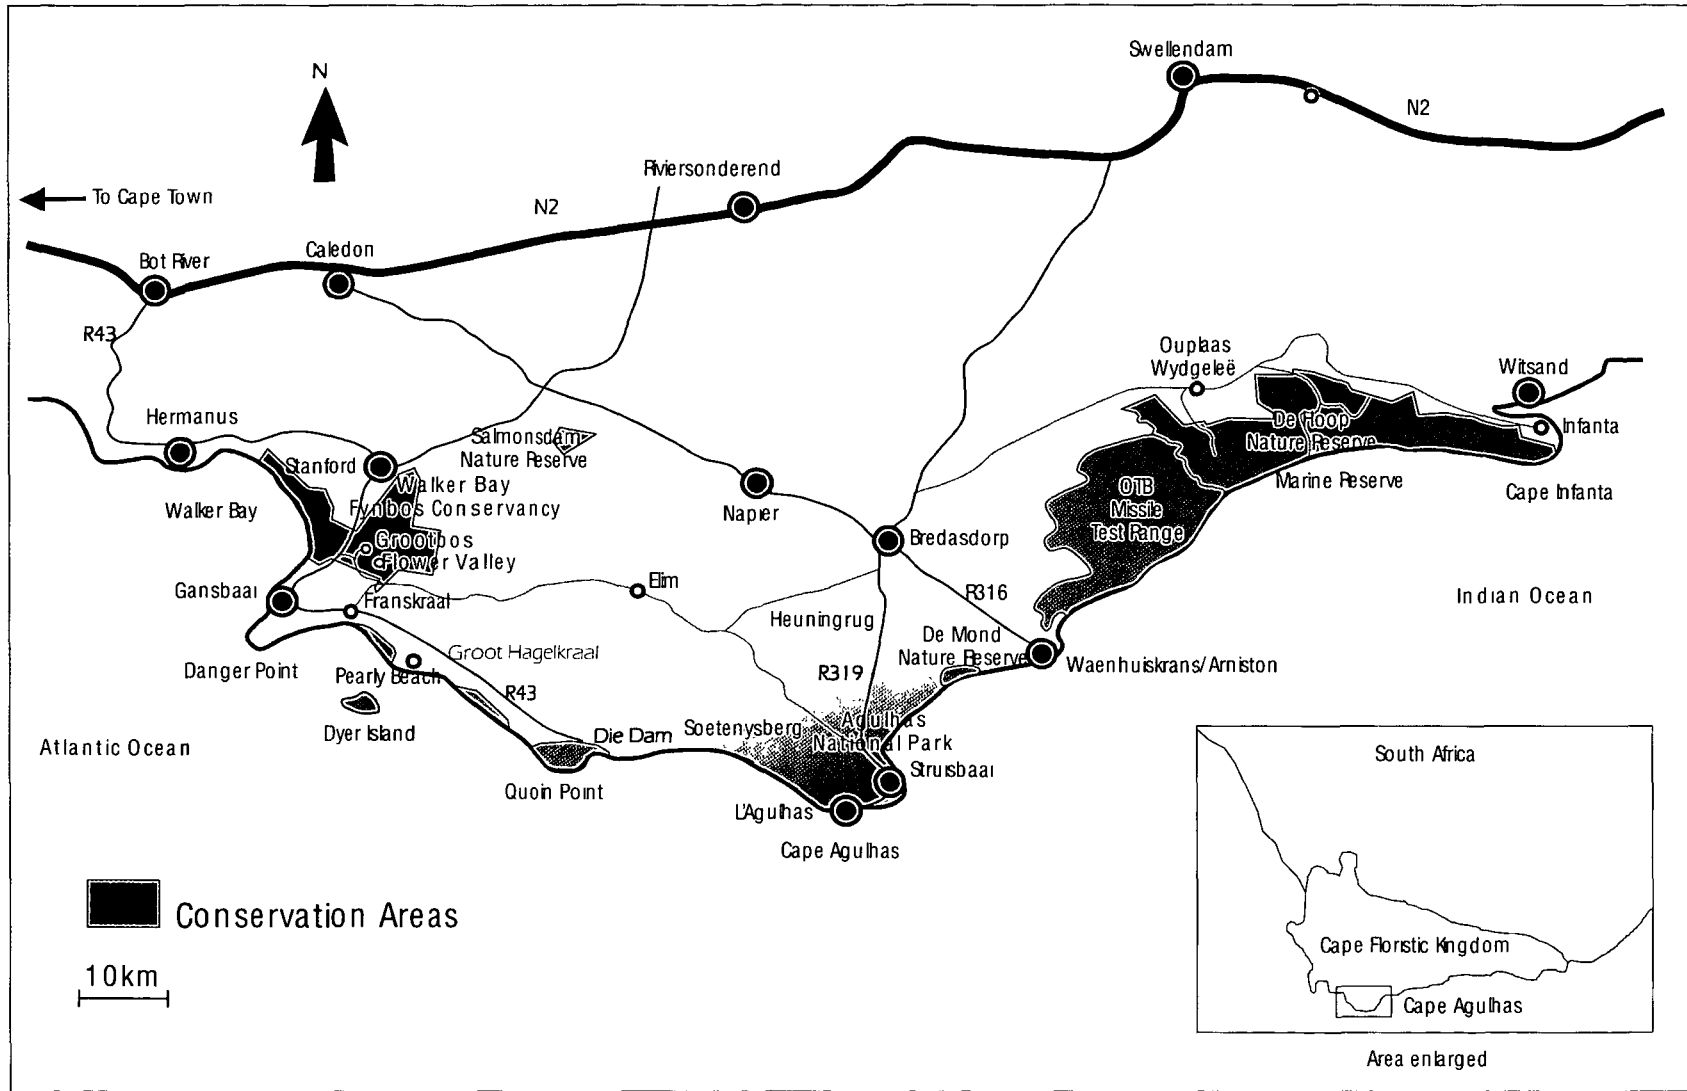 Swellendam
N
N2
Riviersonderend
To Cape Town
N2
Caledon
Bot River
R43
Ouplaas
Wydgeleë
Witsand
Hermanus
De Hoop
Nature Reserve
Infanta
Salmonsdam
Nature Reserve
Stanford
Marine Reserve
Cape Infanta
Walker Bay
Fynbos Conservancy
OTB
Missile
Test Range
Walker Bay
Napier
Grootbos
Flower Valley
Bredasdorp
Gansbaai
Franskraal
Elim
R316
Indian Ocean
Heuningrug
De Mond
Nature Reserve
Groot Hagelkraal
Danger Point
Pearly Beach
R319
Waenhuiskrans/Arniston
R43
Dyer Island
Die Dam
Soetenysberg
Agulhas
National Park
Atlantic Ocean
Struisbaai
Quoin Point
L'Agulhas
Cape Agulhas
South Africa
Conservation Areas
Cape Floristic Kingdom
10km
Cape Agulhas
Area enlarged